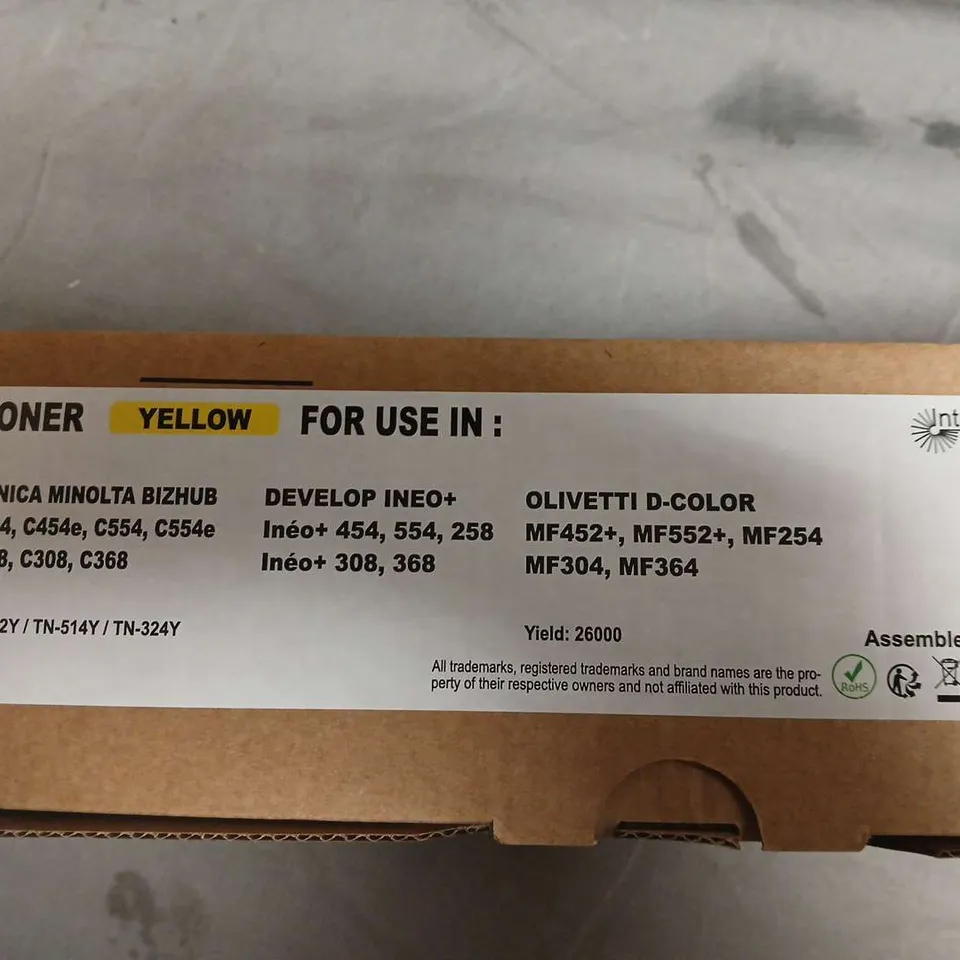 ONER YELLOW FOR USE IN :
Int
NICA MINOLTA BIZHUB
4, C454e, C554, C554e
8, C308, C368
2Y / TN-514Y / TN-324Y
DEVELOP INEO+
Inéo+ 454, 554, 258
Inéo+ 308, 368
OLIVETTI D-COLOR
MF452+, MF552+, MF254
MF304, MF364
Yield: 26000
Assemble
All trademarks, registered trademarks and brand names are the pro-
perty of their respective owners and not affiliated with this product.
RoHS